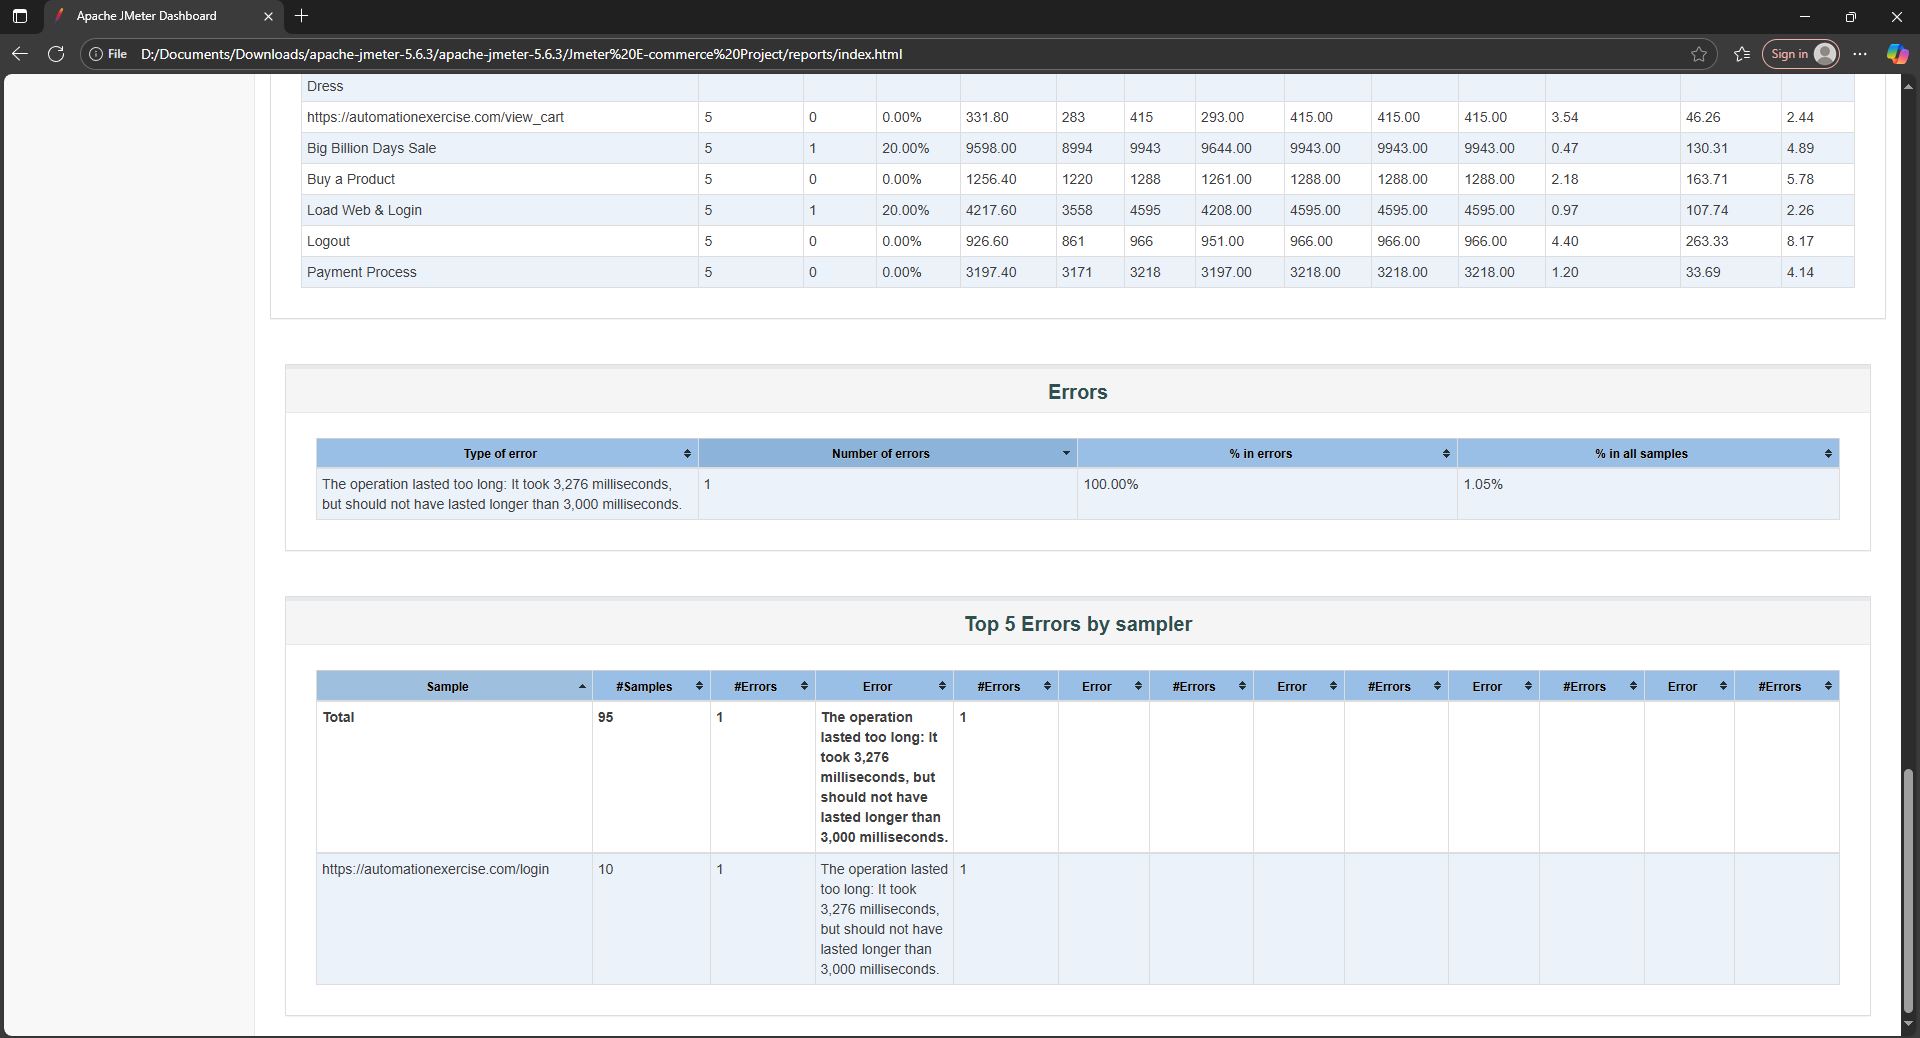 Apache JMeter Dashboard
File D:/Documents/Downloads/apache-jmeter-5.6.3/apache-jmeter-5.6.3/Jmeter%20E-commerce%20Project/reports/index.html Sign in
Dress
https://automationexercise.com/view_cart 5 0 0.00% 331.80 283 415 293.00 415.00 415.00 415.00 3.54 46.26 2.44
Big Billion Days Sale 5 1 20.00% 9598.00 8994 9943 9644.00 9943.00 9943.00 9943.00 0.47 130.31 4.89
Buy a Product 5 0 0.00% 1256.40 1220 1288 1261.00 1288.00 1288.00 1288.00 2.18 163.71 5.78
Load Web & Login 5 1 20.00% 4217.60 3558 4595 4208.00 4595.00 4595.00 4595.00 0.97 107.74 2.26
Logout 5 0 0.00% 926.60 861 966 951.00 966.00 966.00 966.00 4.40 263.33 8.17
Payment Process 5 0 0.00% 3197.40 3171 3218 3197.00 3218.00 3218.00 3218.00 1.20 33.69 4.14
Errors
Type of error Number of errors % in errors % in all samples
The operation lasted too long: It took 3,276 milliseconds, 1 100.00% 1.05%
but should not have lasted longer than 3,000 milliseconds.
Top 5 Errors by sampler
Sample #Samples #Errors Error #Errors Error #Errors Error #Errors Error #Errors Error #Errors
Total 95 1 The operation 1
lasted too long: It
took 3,276
milliseconds, but
should not have
lasted longer than
3,000 milliseconds.
https://automationexercise.com/login 10 1 The operation lasted 1
too long: It took
3,276 milliseconds,
but should not have
lasted longer than
3,000 milliseconds.